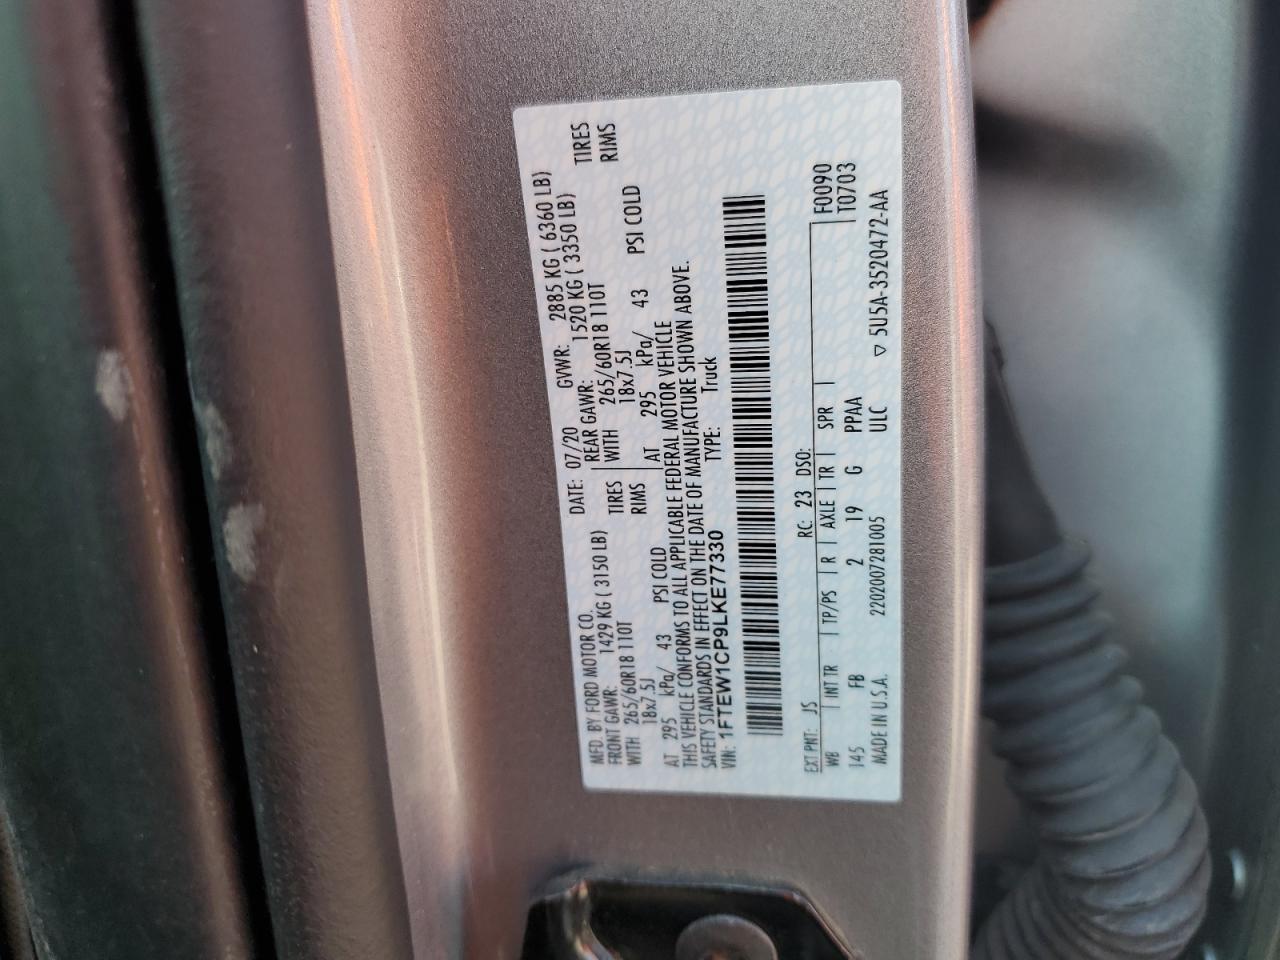 MFD. BY FORD MOTOR CO.
DATE: 07/20 GVWR: 2885 KG ( 6360 LB)
FRONT GAWR: 1429 KG ( 3150 LB) REAR GAWR: 1520 KG ( 3350 LB)
WITH 265/60R18 110T TIRES WITH 265/60R18 110T TIRES
18x7.5J RIMS 18x7.5J RIMS
AT 295 kPa/ 43 PSI COLD AT 295 kPa/ 43 PSI COLD
THIS VEHICLE CONFORMS TO ALL APPLICABLE FEDERAL MOTOR VEHICLE
SAFETY STANDARDS IN EFFECT ON THE DATE OF MANUFACTURE SHOWN ABOVE.
VIN: 1FTEW1CP9LKE77330 TYPE: Truck
EXT PNT: JS RC: 23 DSO: F0090
WB INT TR TP/PS R AXLE TR SPR T0703
145 FB 2 19 G PPAA
MADE IN U.S.A. 2202007281005 ULC ▽ 5U5A-3520472-AA